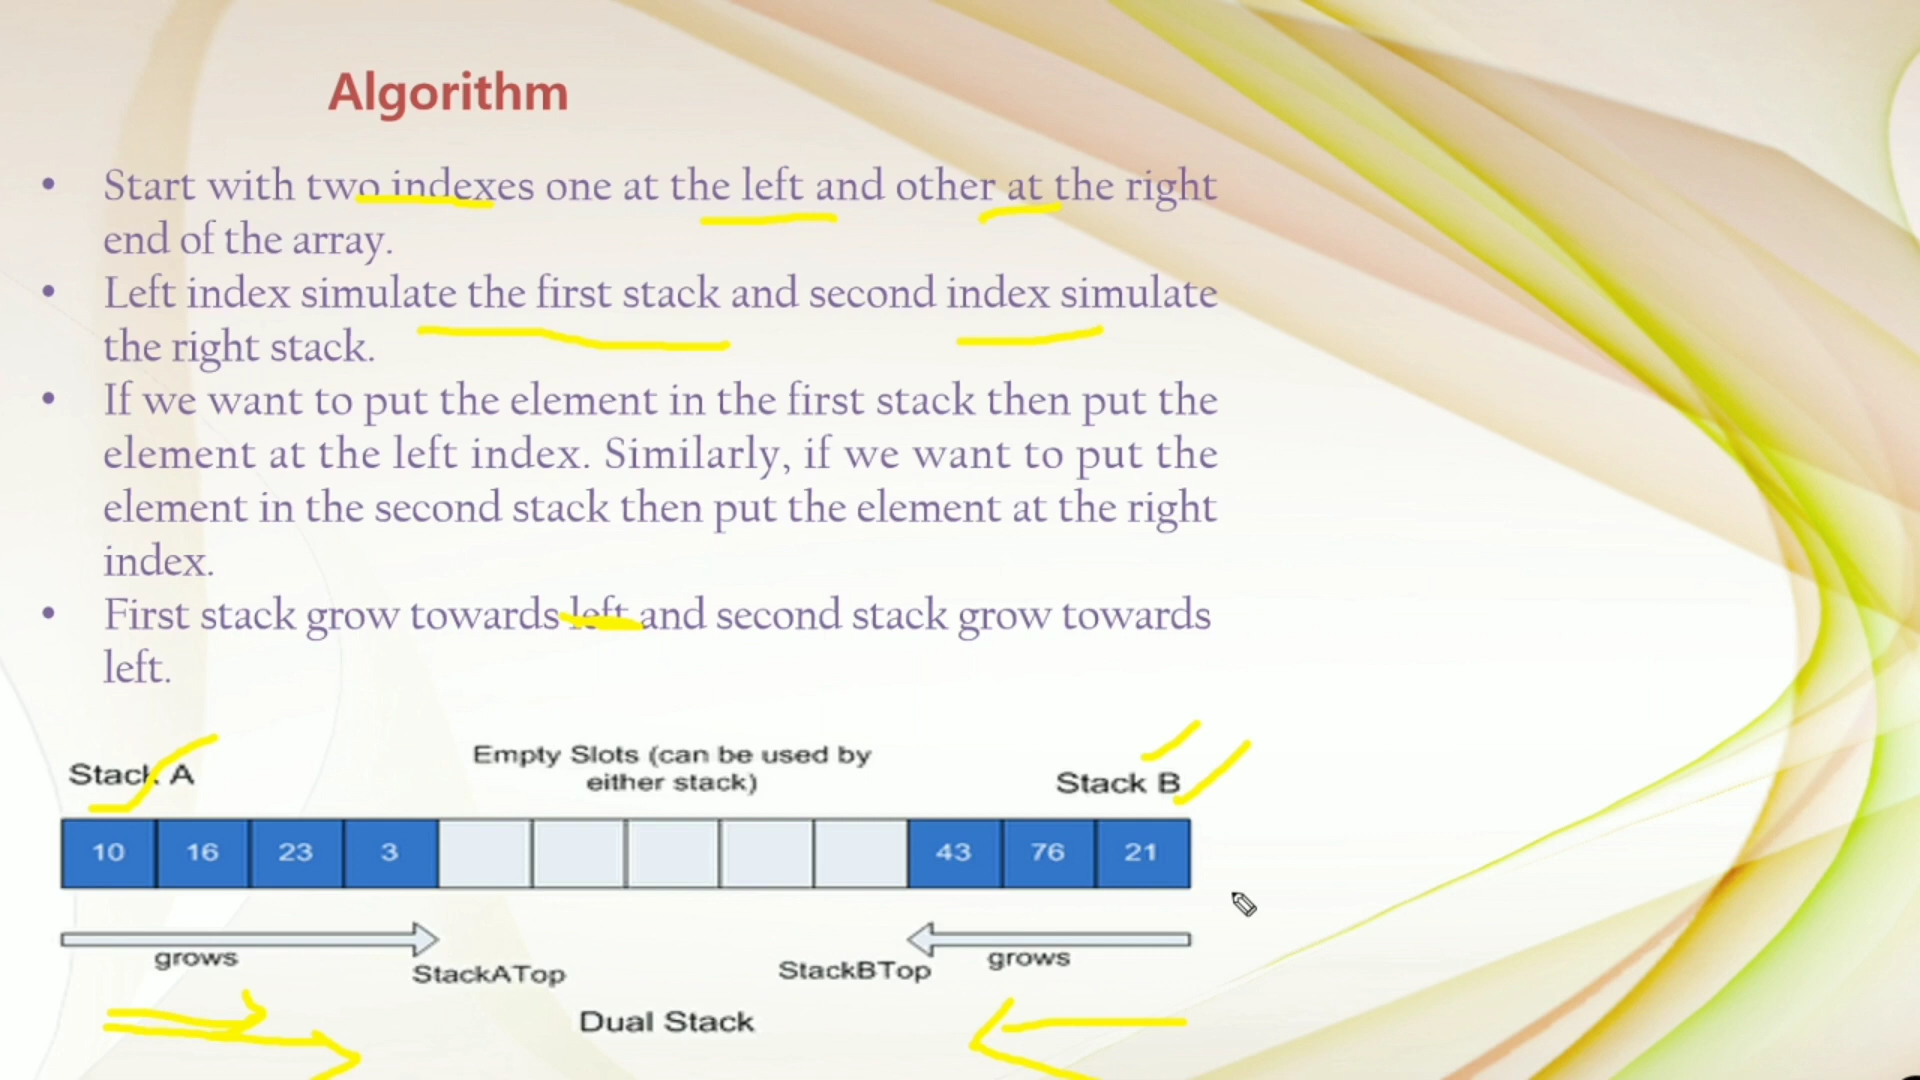 Algorithm
• Start with two indexes one at the left and other at the right
end of the array.
• Left index simulate the first stack and second index simulate
the right stack.
• If we want to put the element in the first stack then put the
element at the left index. Similarly, if we want to put the
element in the second stack then put the element at the right
index.
• First stack grow towards left and second stack grow towards
left.
Stack A
Empty Slots (can be used by
either stack)
Stack B
10 16 23 3 43 76 21
grows
StackATop
StackBTop
grows
Dual Stack